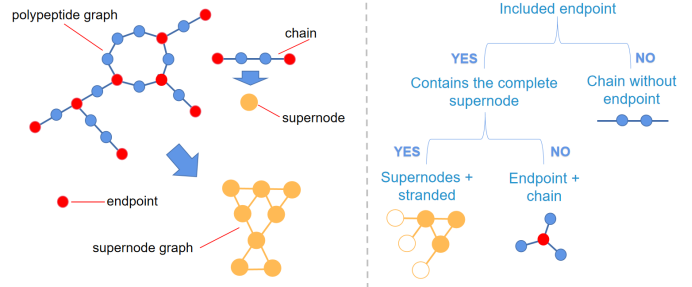 polypeptide graph
chain
supernode
endpoint
supernode graph
Included endpoint
YES
NO
Contains the complete
supernode
Chain without
endpoint
YES
NO
Supernodes +
stranded
Endpoint +
chain